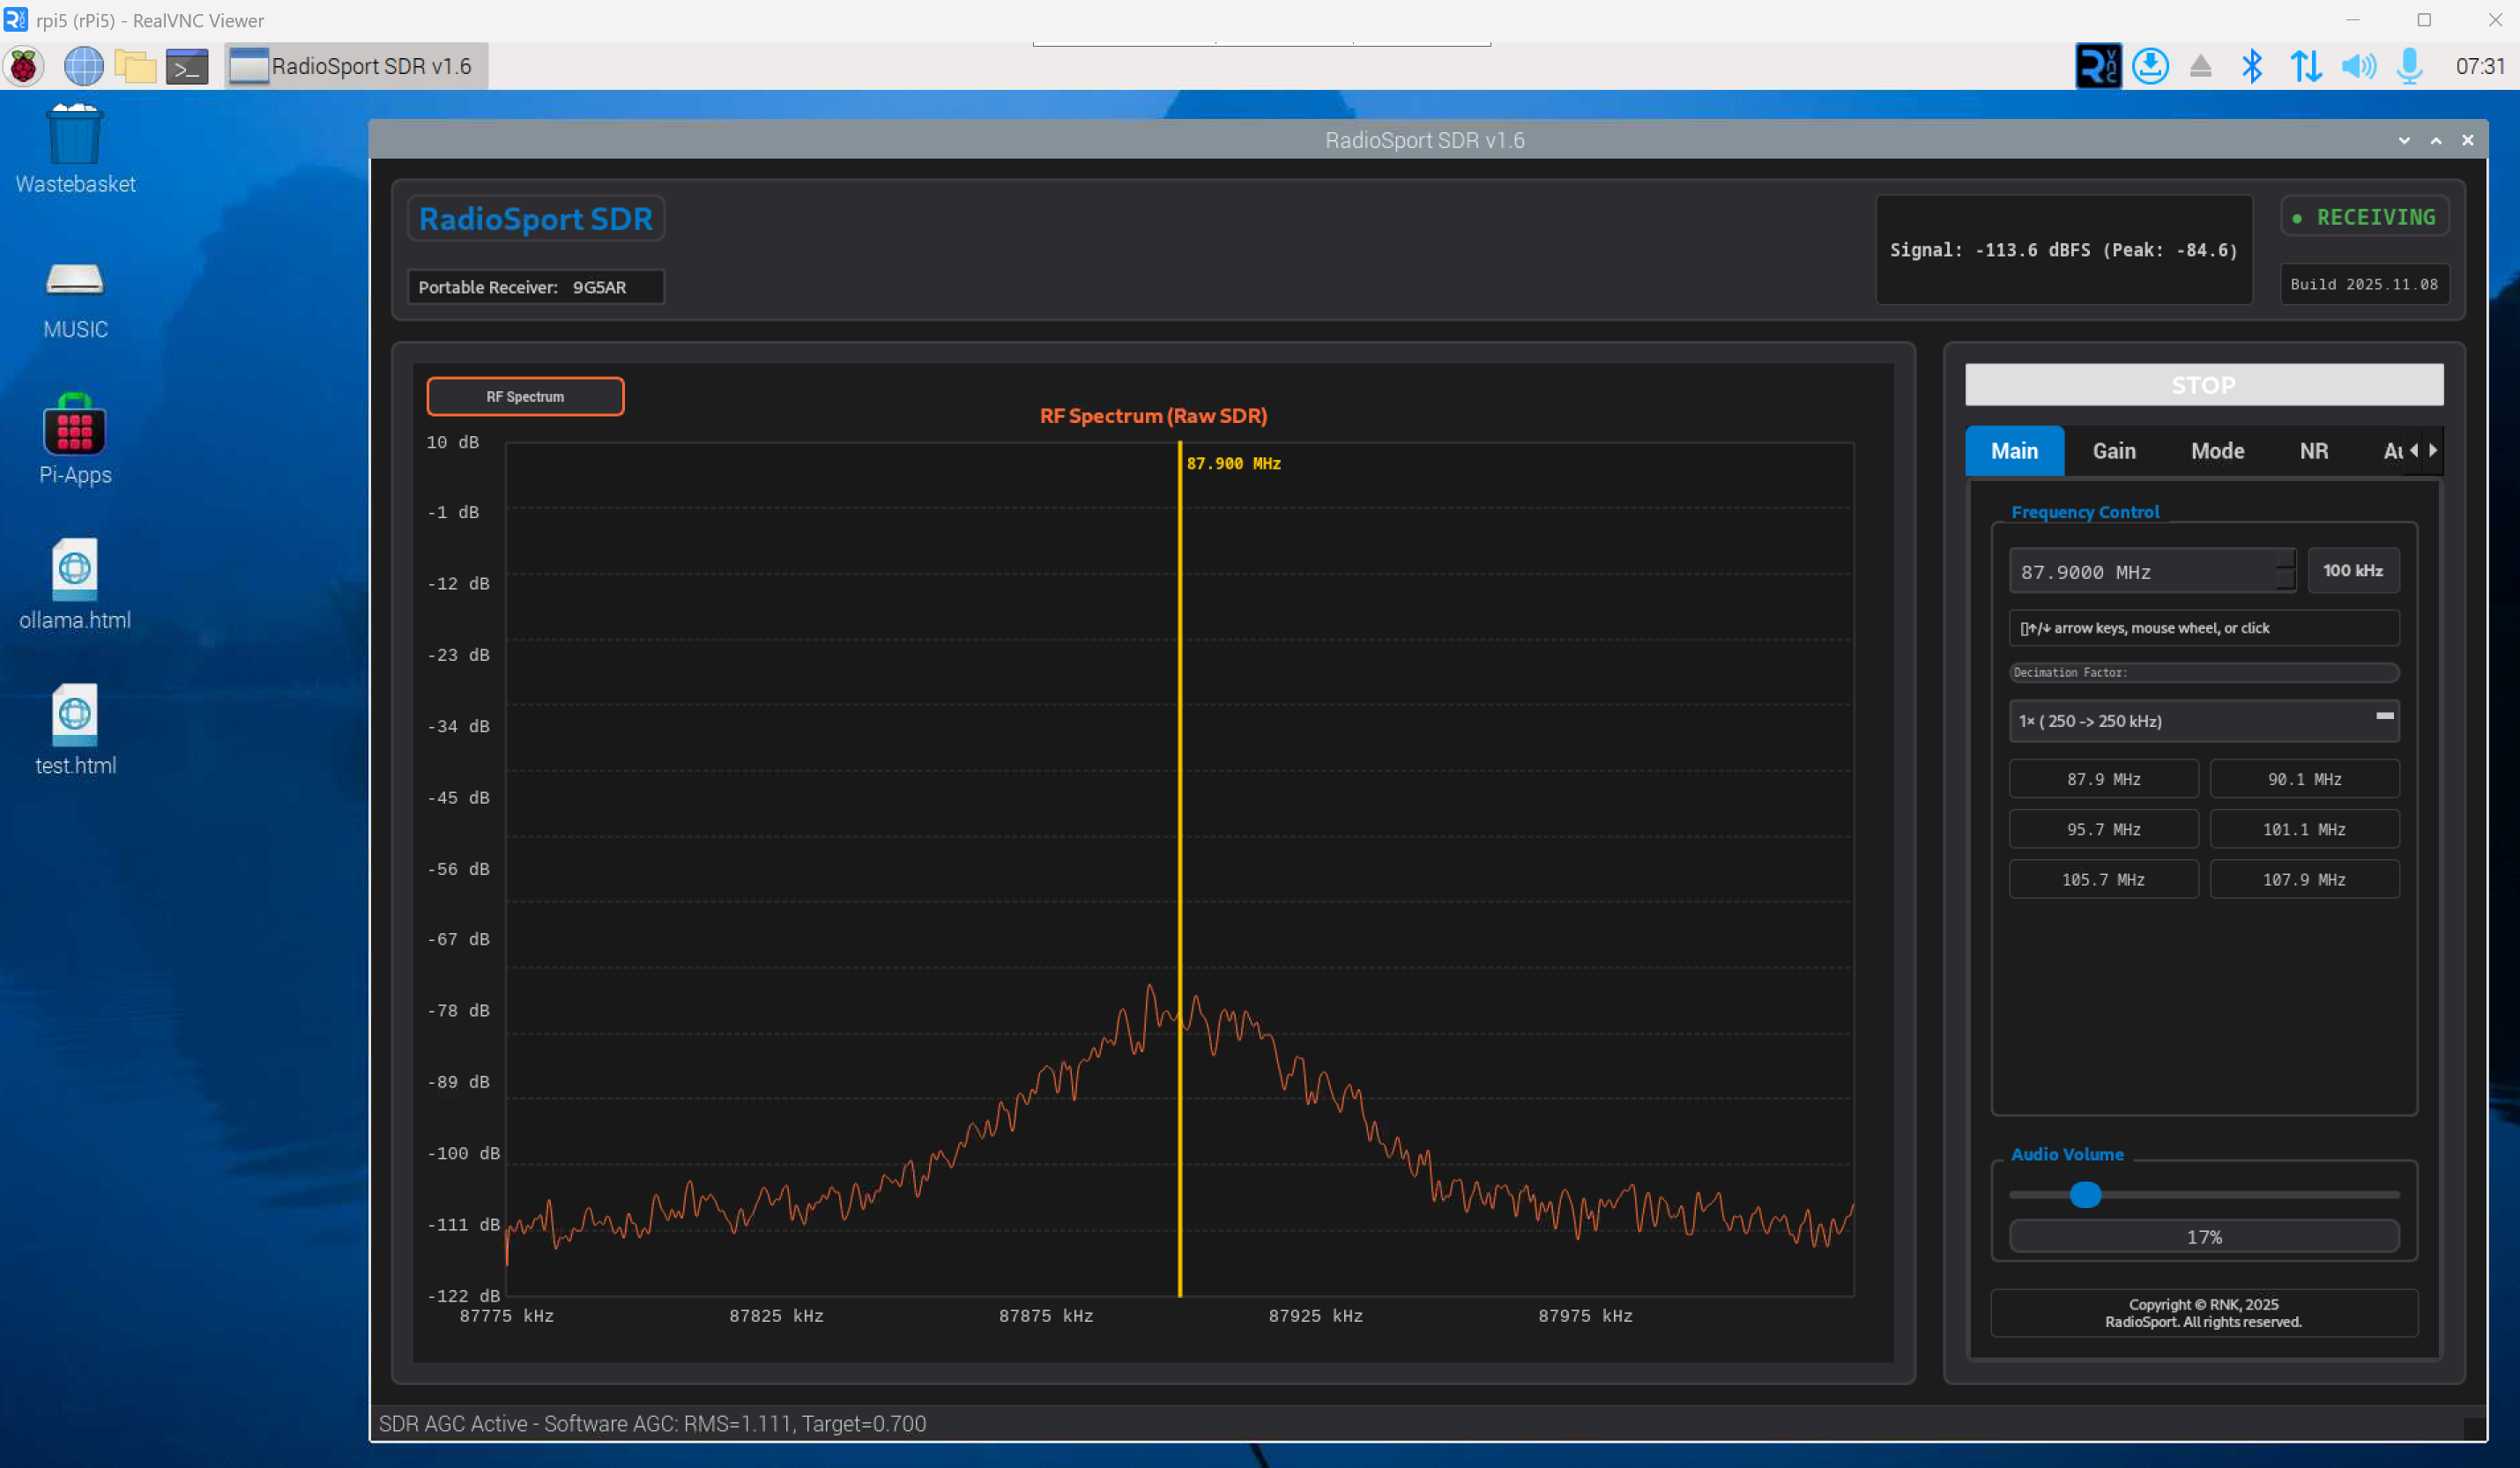 rpi5 (rPi5) - RealVNC Viewer
RadioSport SDR v1.6
07:31
Wastebasket
MUSIC
Pi-Apps
ollama.html
test.html
RadioSport SDR v1.6
RadioSport SDR
Portable Receiver: 9G5AR
Signal: -113.6 dBFS (Peak: -84.6)
● RECEIVING
Build 2025.11.08
RF Spectrum
RF Spectrum (Raw SDR)
87.900 MHz
10 dB
-1 dB
-12 dB
-23 dB
-34 dB
-45 dB
-56 dB
-67 dB
-78 dB
-89 dB
-100 dB
-111 dB
-122 dB
87775 kHz 87825 kHz 87875 kHz 87925 kHz 87975 kHz
STOP
Main Gain Mode NR
Frequency Control
87.9000 MHz 100 kHz
↑/↓ arrow keys, mouse wheel, or click
Decimation Factor:
1× ( 250 -> 250 kHz)
87.9 MHz 90.1 MHz
95.7 MHz 101.1 MHz
105.7 MHz 107.9 MHz
Audio Volume
17%
Copyright © RNK, 2025
RadioSport. All rights reserved.
SDR AGC Active - Software AGC: RMS=1.111, Target=0.700